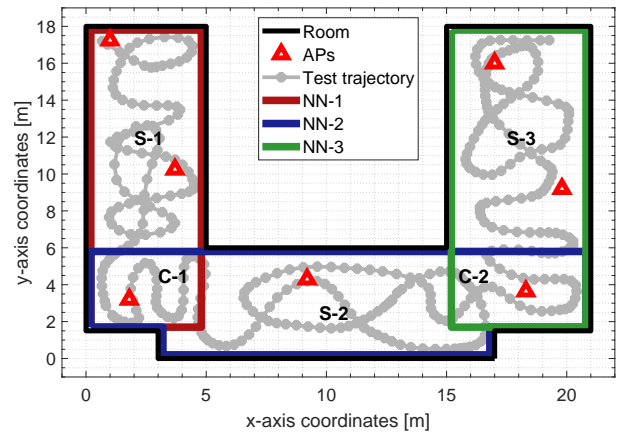 18
16
14
12
10
8
6
4
2
0
y-axis coordinates [m]
0
5
10
15
20
x-axis coordinates [m]
Room
APs
Test trajectory
NN-1
NN-2
NN-3
S-1
S-3
C-1
C-2
S-2